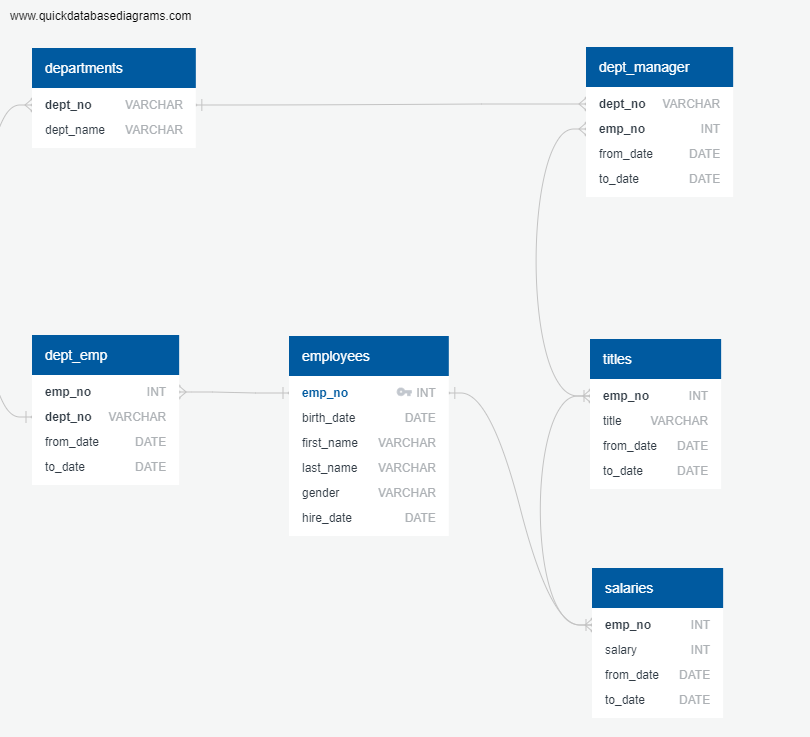 www.quickdatabasediagrams.com
departments
dept_no VARCHAR
dept_name VARCHAR
dept_manager
dept_no VARCHAR
emp_no INT
from_date DATE
to_date DATE
dept_emp
emp_no INT
dept_no VARCHAR
from_date DATE
to_date DATE
employees
emp_no INT
birth_date DATE
first_name VARCHAR
last_name VARCHAR
gender VARCHAR
hire_date DATE
titles
emp_no INT
title VARCHAR
from_date DATE
to_date DATE
salaries
emp_no INT
salary INT
from_date DATE
to_date DATE